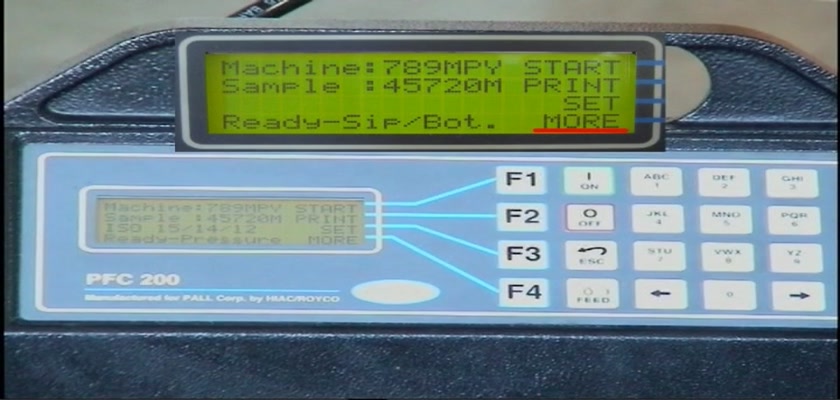 Machine:789MPY START
Sample :45720M PRINT
SET
Ready-Sip/Bot. MORE
Machine:789MPY START
Sample :45720M PRINT
ISO 15/14/12 SET
Ready-Pressure MORE
PFC 200
Manufactured for PALL Corp. by HIAC/ROYCO
F1 I ON ABC 1 DEF 2 GHI 3
F2 O OFF JKL 4 MNO 5 PQR 6
F3 ESC STU 7 VWX 8 YZ 9
F4 FEED ← 0 →